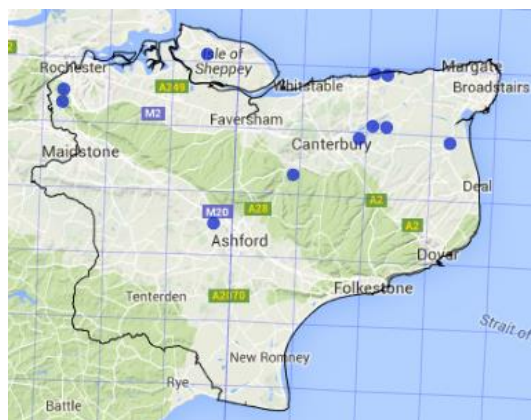 Isle of
Sheppey
Margate
Rochester
A249
Whitstable
Broadstairs
M2
Faversham
Canterbury
Maidstone
Deal
M20
A28
A2
A2
Ashford
Dover
Folkestone
Tenterden
A2070
Strait of
New Romney
Rye
Battle